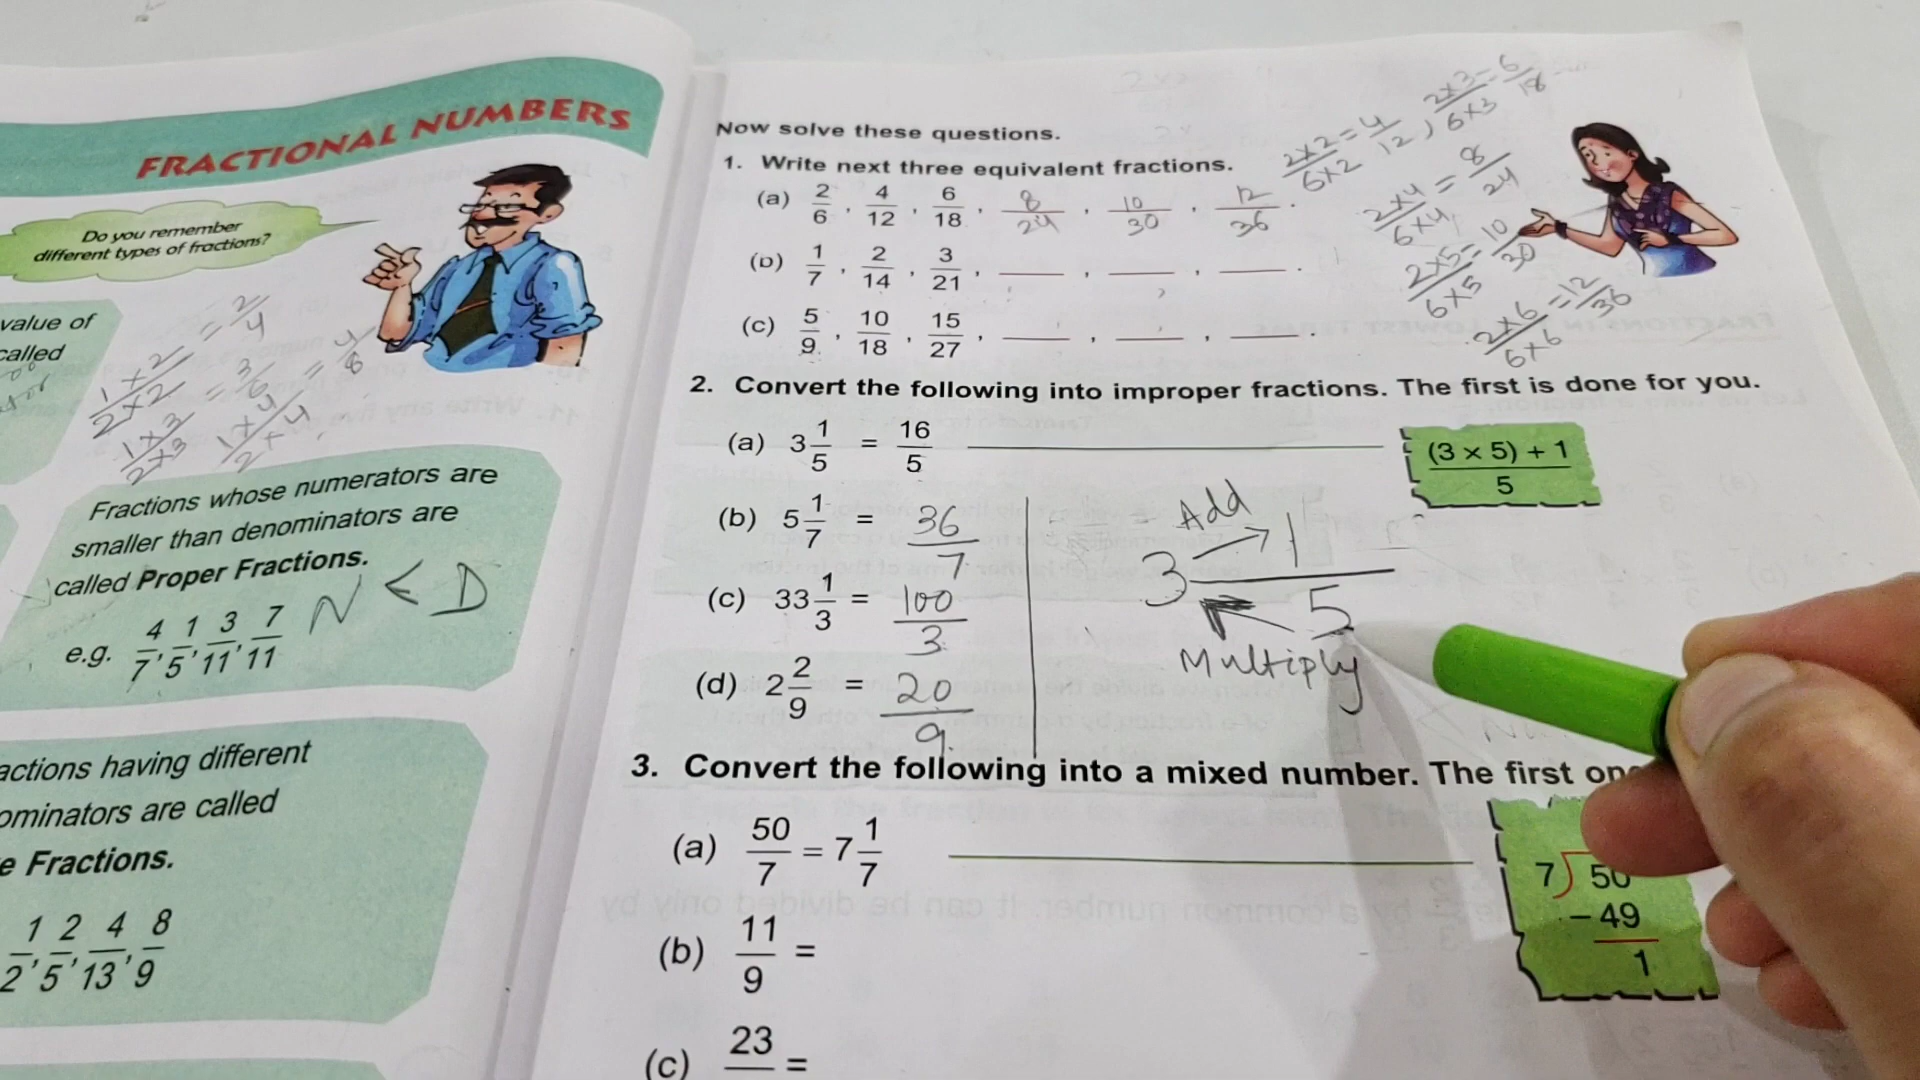 FRACTIONAL NUMBERS
Do you remember
different types of fractions?
value of
called
1×2/2×2 = 2/4
1×3/2×3 = 3/6
1×4/2×4 = 4/8
Fractions whose numerators are
smaller than denominators are
called Proper Fractions.
N < D
e.g. 4/7, 1/5, 3/11, 7/11
actions having different
ominators are called
e Fractions.
1/2, 2/5, 4/13, 8/9
Now solve these questions.
1. Write next three equivalent fractions.
(a) 2/6, 4/12, 6/18, 8/24, 10/30, 12/36.
(b) 1/7, 2/14, 3/21, ___, ___, ___.
(c) 5/9, 10/18, 15/27, ___, ___, ___.
2×2/6×2 = 4/12, 2×3/6×3 = 6/18
2×4/6×4 = 8/24
2×5/6×5 = 10/30
2×6/6×6 = 12/36
2. Convert the following into improper fractions. The first is done for you.
(a) 3 1/5 = 16/5
(3 × 5) + 1
5
(b) 5 1/7 = 36/7
(c) 33 1/3 = 100/3
(d) 2 2/9 = 20/9
Add
3 1/5
Multiply
3. Convert the following into a mixed number. The first
(a) 50/7 = 7 1/7
7) 50
− 49
1
(b) 11/9 =
(c) 23 =